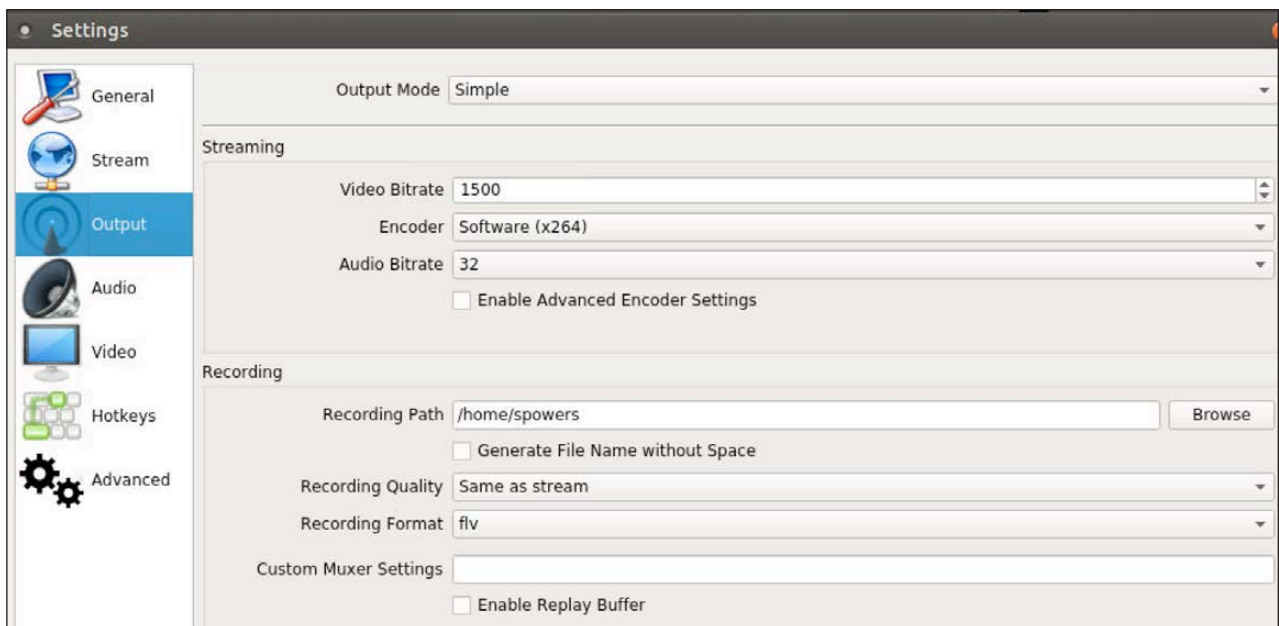 Settings
General
Stream
Output
Audio
Video
Hotkeys
Advanced
Output Mode Simple
Streaming
Video Bitrate 1500
Encoder Software (x264)
Audio Bitrate 32
Enable Advanced Encoder Settings
Recording
Recording Path /home/spowers Browse
Generate File Name without Space
Recording Quality Same as stream
Recording Format flv
Custom Muxer Settings
Enable Replay Buffer